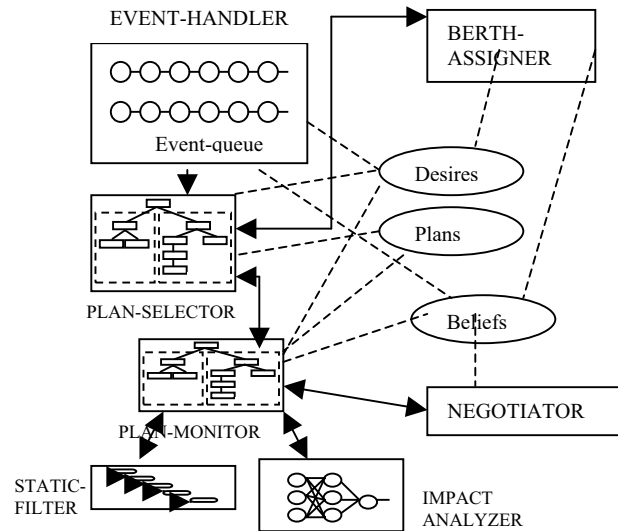 EVENT-HANDLER
BERTH-
ASSIGNER
Event-queue
Desires
Plans
PLAN-SELECTOR
Beliefs
PLAN-MONITOR
NEGOTIATOR
STATIC-
FILTER
IMPACT
ANALYZER